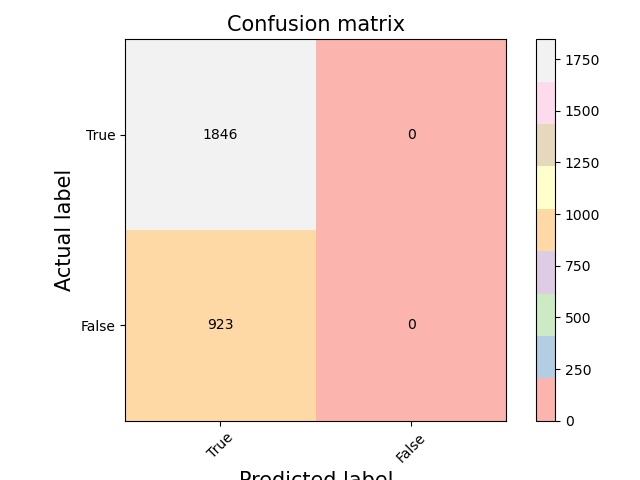 Confusion matrix
Actual label
True
1846
0
False
923
0
True
False
Predicted label
1750
1500
1250
1000
750
500
250
0